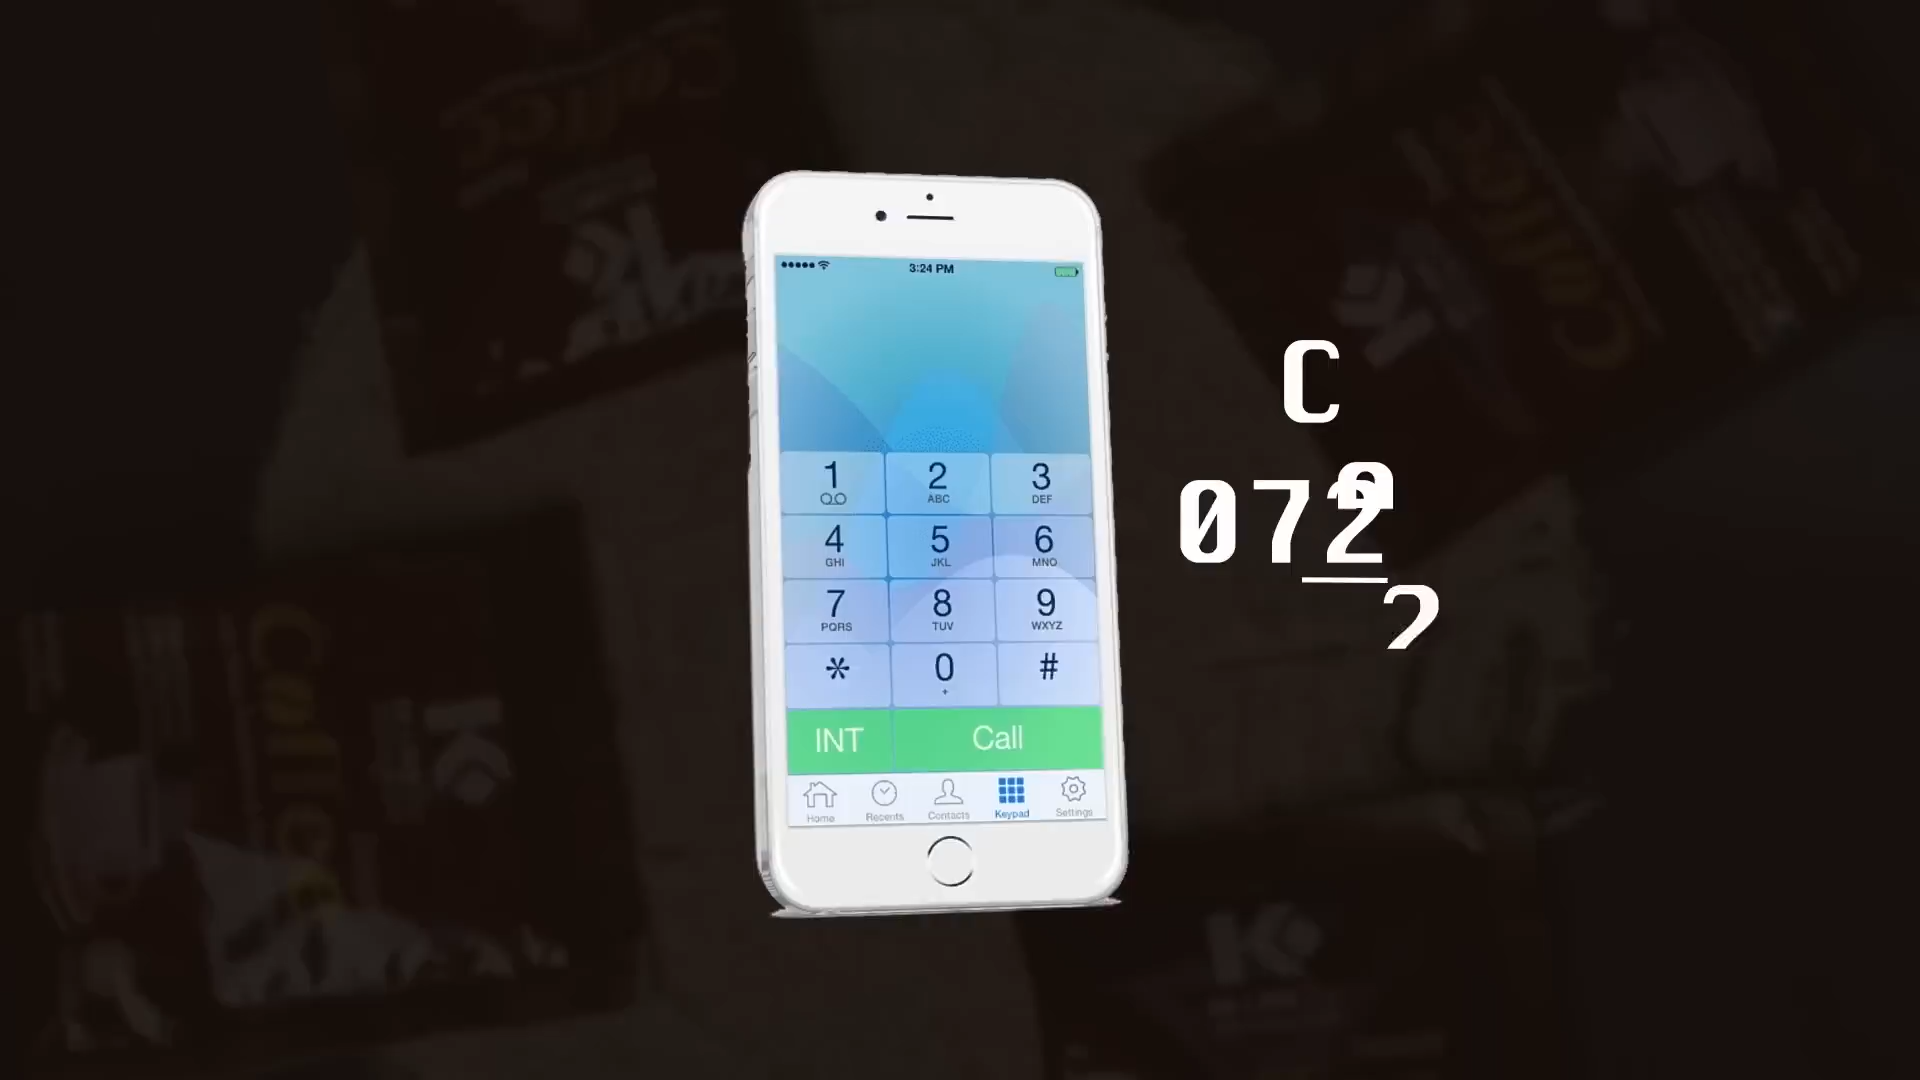 3:24 PM
1 2 3
ABC DEF
4 5 6
GHI JKL MNO
7 8 9
PQRS TUV WXYZ
* 0 #
+
INT Call
Home Recents Contacts Keypad Settings
C
072